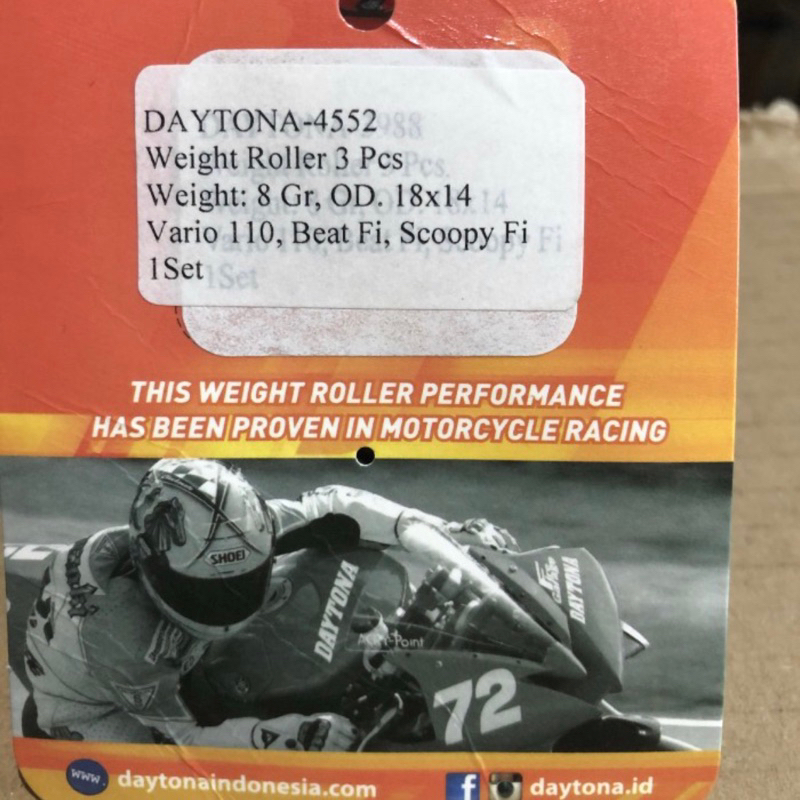 DAYTONA-4552
Weight Roller 3 Pcs
Weight: 8 Gr, OD. 18x14
Vario 110, Beat Fi, Scoopy Fi
1Set
THIS WEIGHT ROLLER PERFORMANCE
HAS BEEN PROVEN IN MOTORCYCLE RACING
SHOEI
DAYTONA
DAYTONA
72
www.
daytonaindonesia.com
f
daytona.id